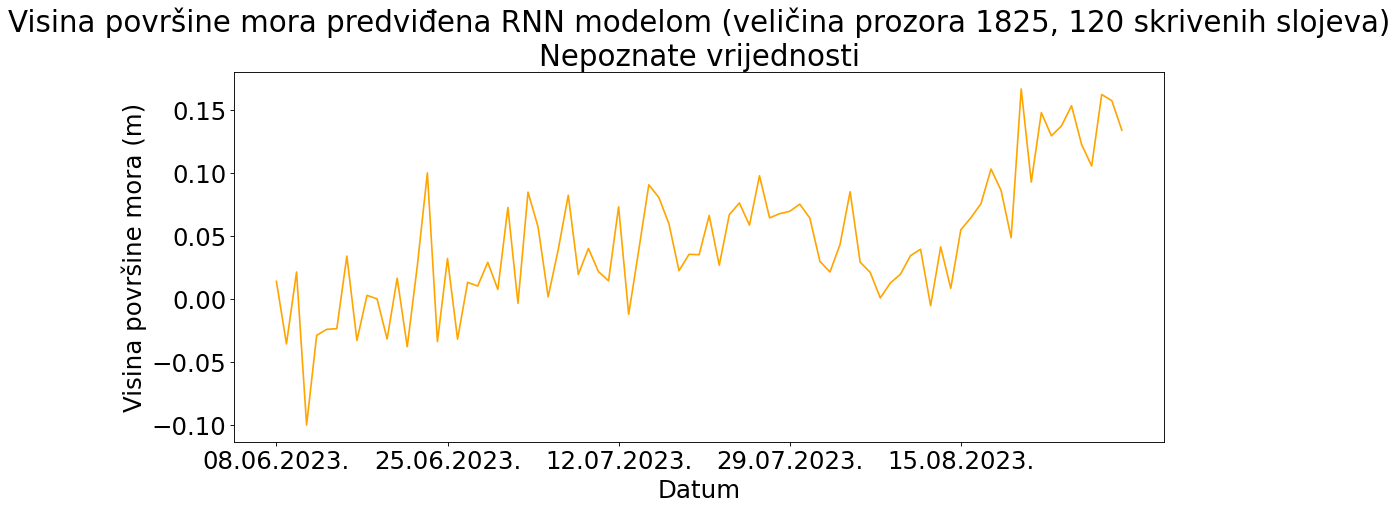 Visina površine mora predviđena RNN modelom (veličina prozora 1825, 120 skrivenih slojeva)
Nepoznate vrijednosti
Visina površine mora (m)
0.15
0.10
0.05
0.00
−0.05
−0.10
08.06.2023. 25.06.2023. 12.07.2023. 29.07.2023. 15.08.2023.
Datum